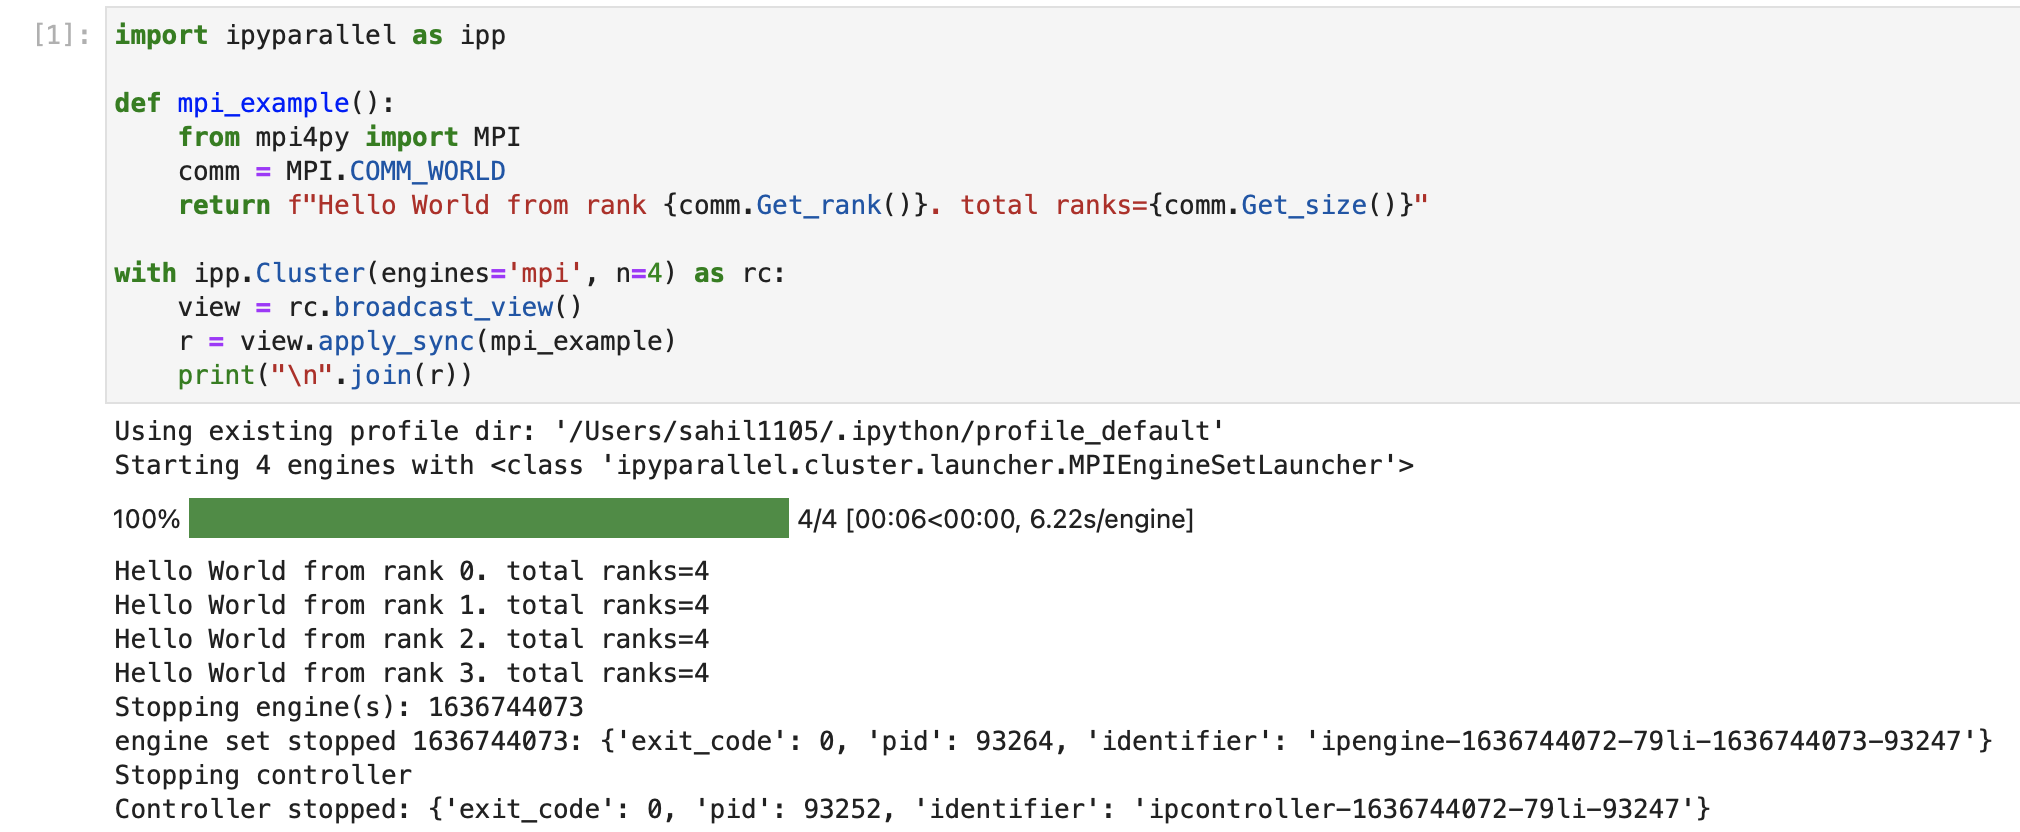 [1]:
import ipyparallel as ipp
def mpi_example():
    from mpi4py import MPI
    comm = MPI.COMM_WORLD
    return f"Hello World from rank {comm.Get_rank()}. total ranks={comm.Get_size()}"
with ipp.Cluster(engines='mpi', n=4) as rc:
    view = rc.broadcast_view()
    r = view.apply_sync(mpi_example)
    print("\n".join(r))
Using existing profile dir: '/Users/sahil1105/.ipython/profile_default'
Starting 4 engines with <class 'ipyparallel.cluster.launcher.MPIEngineSetLauncher'>
100% 4/4 [00:06<00:00, 6.22s/engine]
Hello World from rank 0. total ranks=4
Hello World from rank 1. total ranks=4
Hello World from rank 2. total ranks=4
Hello World from rank 3. total ranks=4
Stopping engine(s): 1636744073
engine set stopped 1636744073: {'exit_code': 0, 'pid': 93264, 'identifier': 'ipengine-1636744072-79li-1636744073-93247'}
Stopping controller
Controller stopped: {'exit_code': 0, 'pid': 93252, 'identifier': 'ipcontroller-1636744072-79li-93247'}